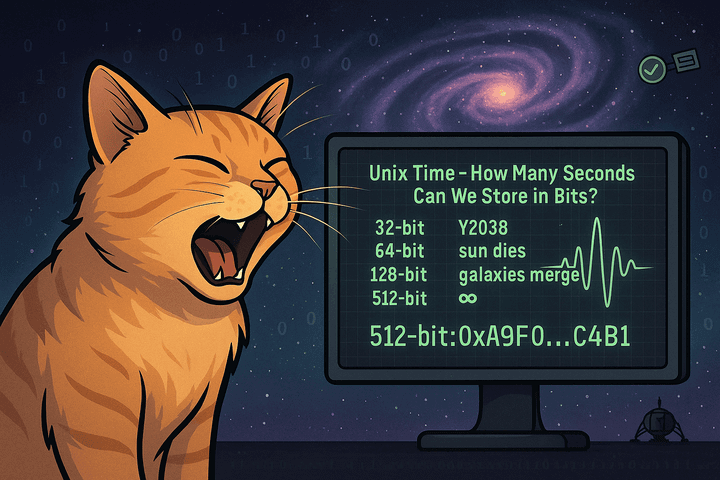 Unix Time – How Many Seconds
Can We Store in Bits?
32-bit Y2038
64-bit sun dies
128-bit galaxies merge
512-bit ∞
512-bit:0xA9F0...C4B1